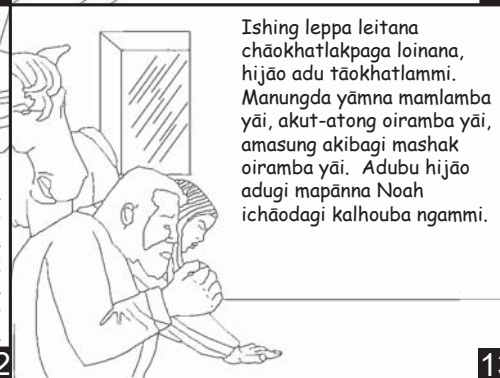 Ishing leppa leitana
chāokhatlakpaga loinana,
hijāo adu tāokhatlammi.
Manungda yāmna mamlamba
yāi, akut-atong oiramba yāi,
amasung akibagi mashak
oiramba yāi.  Adubu hijāo
adugi mapānna Noah
ichāodagi kalhouba ngammi.
2